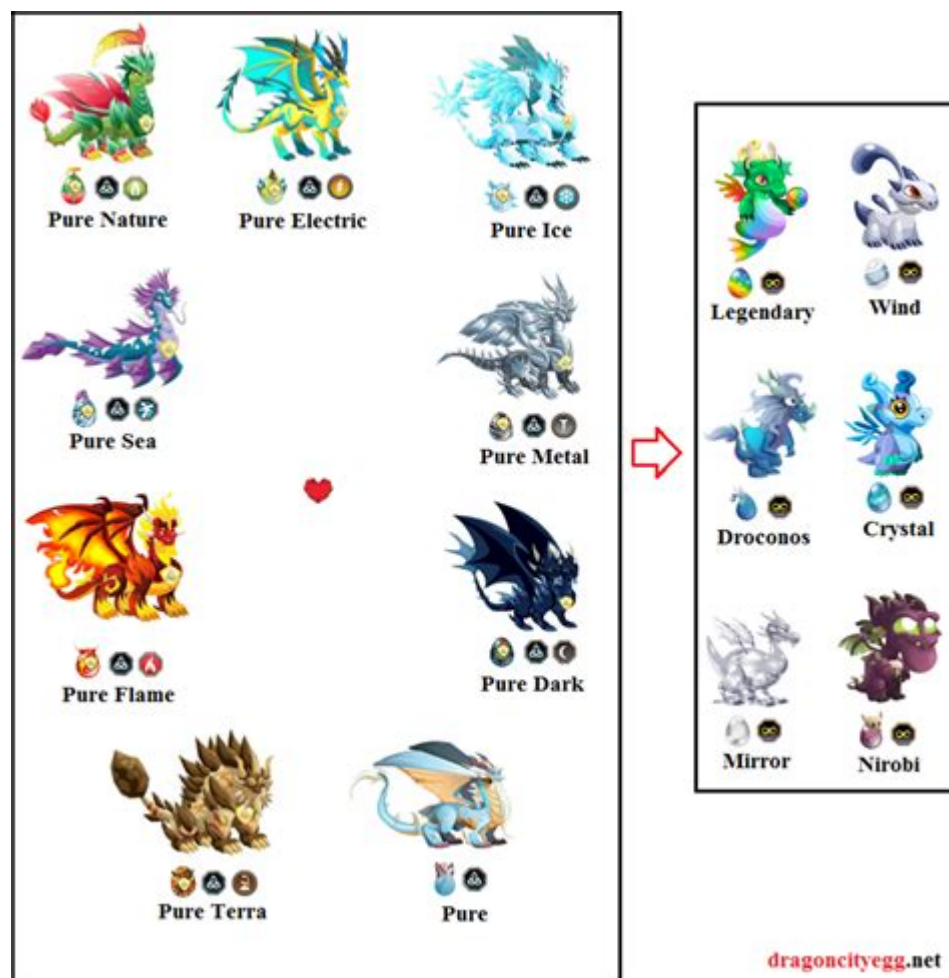 Pure Nature
Pure Electric
Pure Ice
Legendary
Wind
Pure Sea
Pure Metal
Droconos
Crystal
Pure Flame
Pure Dark
Mirror
Nirobi
Pure Terra
Pure
dragoncityegg.net